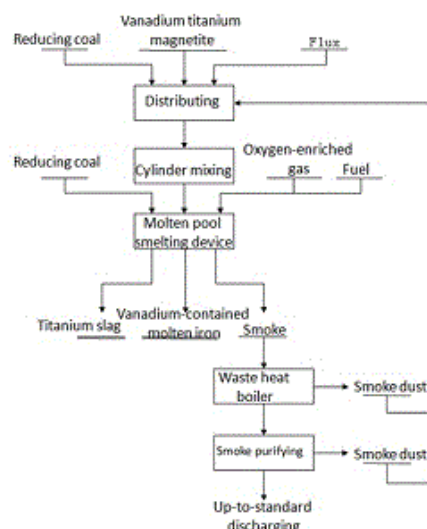 Vanadium titanium
magnetite
Reducing coal
Flux
Distributing
Reducing coal
Cylinder mixing
Oxygen-enriched
gas
Fuel
Molten pool
smelting device
Titanium slag
Vanadium-contained
molten iron
Smoke
Waste heat
boiler
Smoke dust
Smoke purifying
Smoke dust
Up-to-standard
discharging